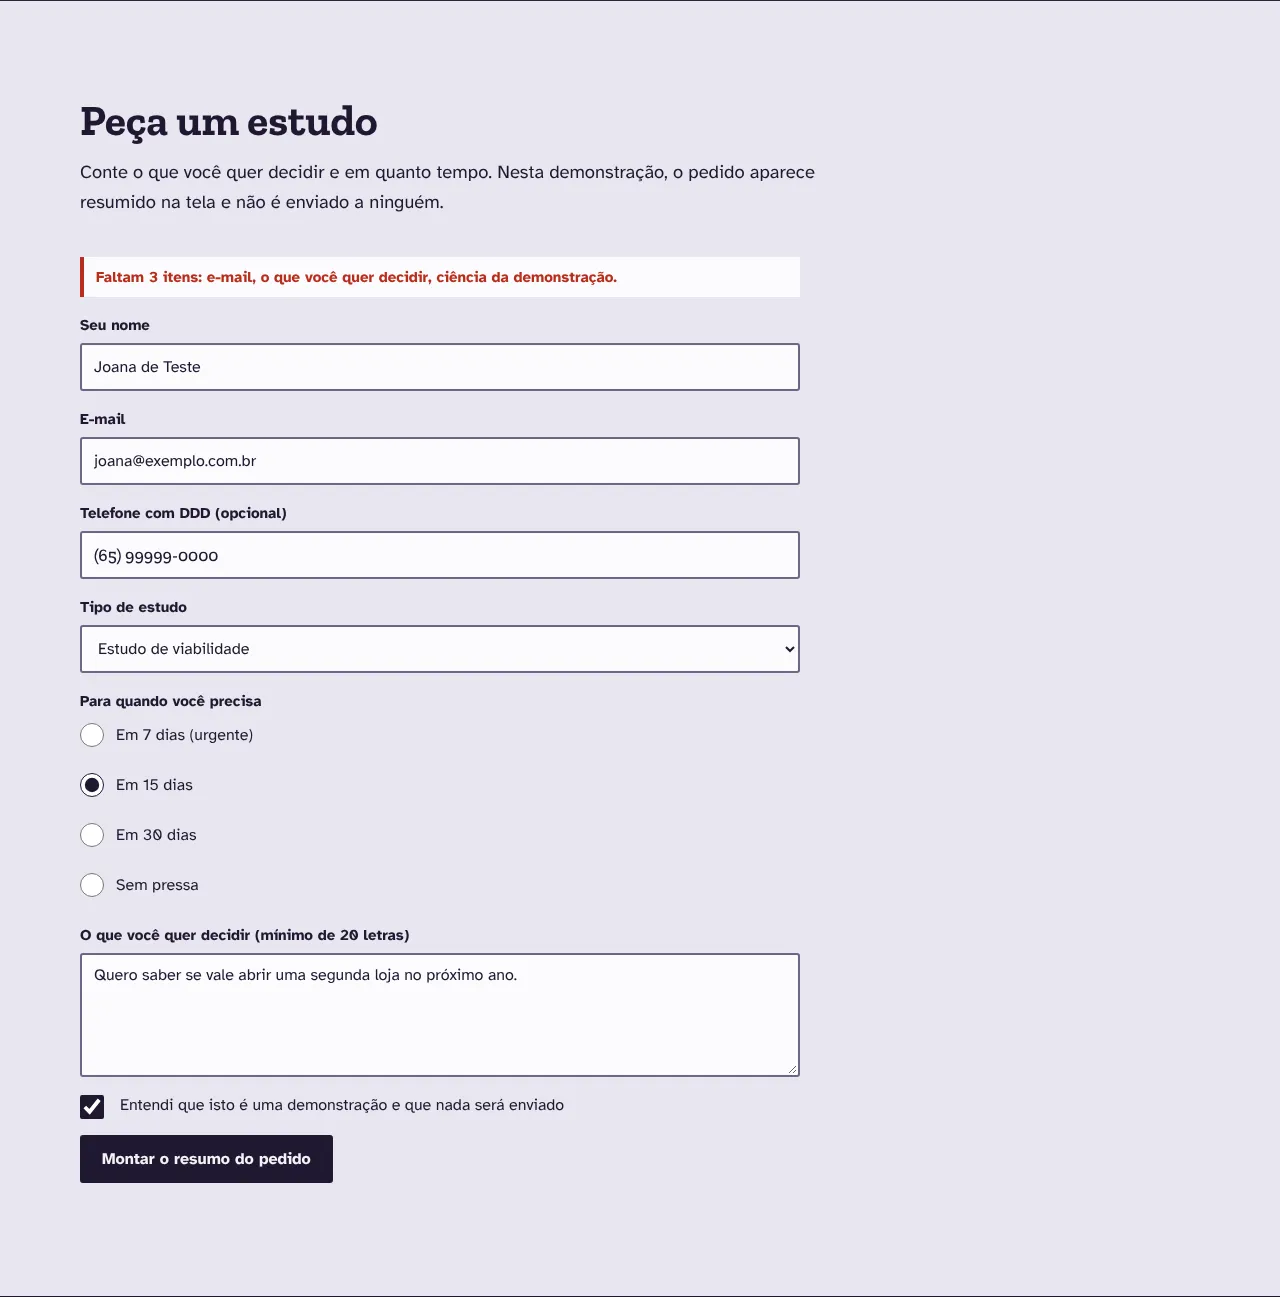 Peça um estudo
Conte o que você quer decidir e em quanto tempo. Nesta demonstração, o pedido aparece
resumido na tela e não é enviado a ninguém.
Faltam 3 itens: e-mail, o que você quer decidir, ciência da demonstração.
Seu nome
Joana de Teste
E-mail
joana@exemplo.com.br
Telefone com DDD (opcional)
(65) 99999-0000
Tipo de estudo
Estudo de viabilidade
Para quando você precisa
Em 7 dias (urgente)
Em 15 dias
Em 30 dias
Sem pressa
O que você quer decidir (mínimo de 20 letras)
Quero saber se vale abrir uma segunda loja no próximo ano.
Entendi que isto é uma demonstração e que nada será enviado
Montar o resumo do pedido